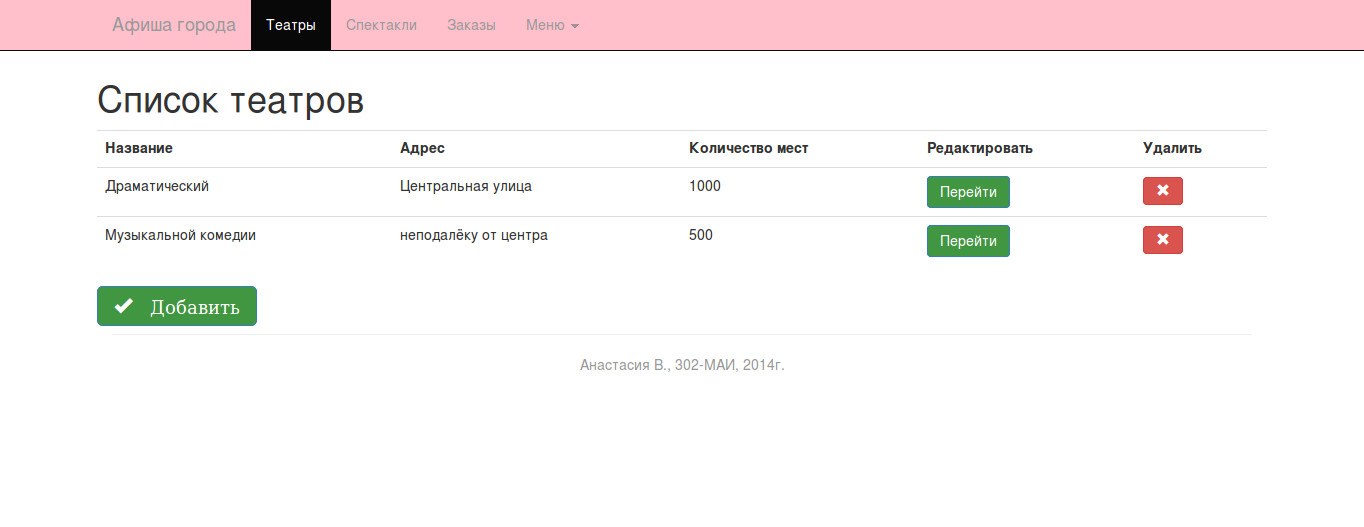 Афиша города Театры Спектакли Заказы Меню
Список театров
Название Адрес Количество мест Редактировать Удалить
Драматический Центральная улица 1000 Перейти
Музыкальной комедии неподалёку от центра 500 Перейти
Добавить
Анастасия В., 302-МАИ, 2014г.